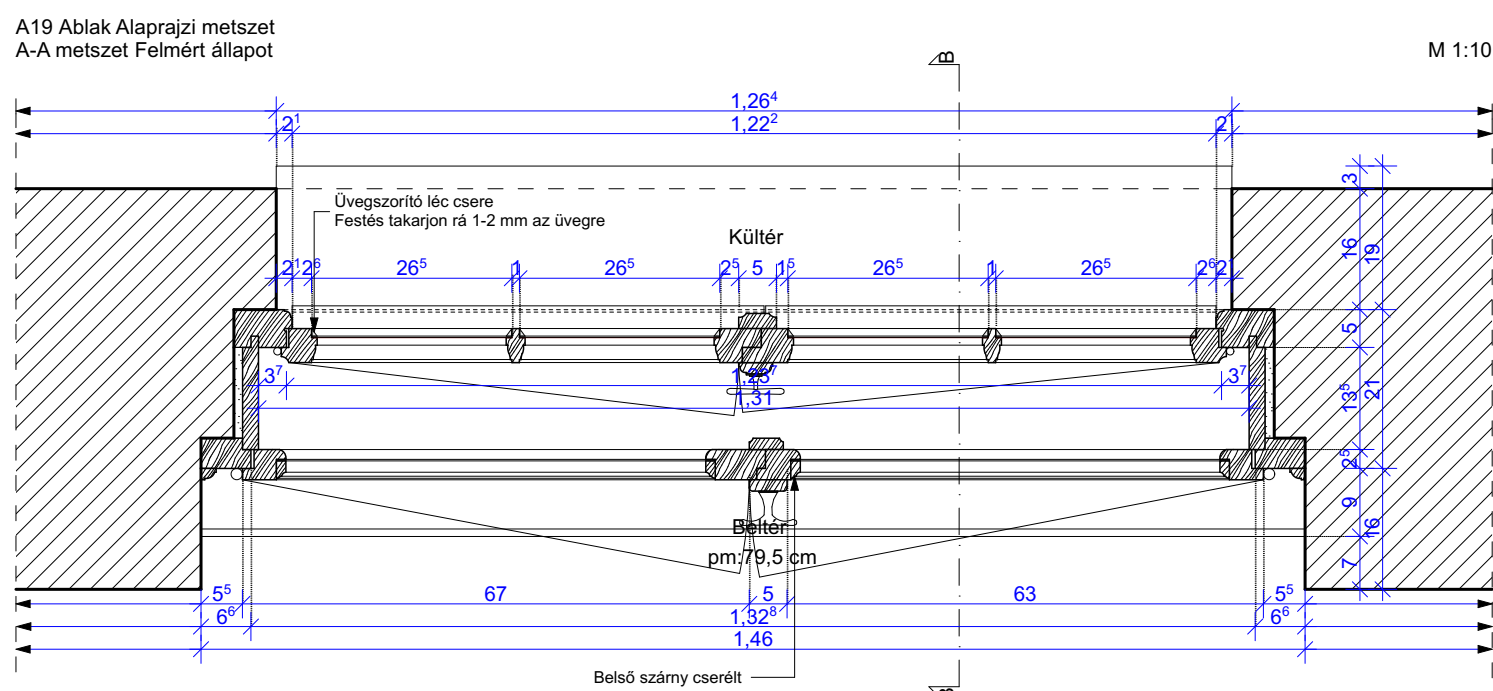 A19 Ablak Alaprajzi metszet
A-A metszet Felmért állapot
M 1:10
B
1,26⁴
2¹ 1,22² 2¹
Üvegszorító léc csere
Festés takarjon rá 1-2 mm az üvegre
Kültér
2¹ 2⁶ 26⁵ 1 26⁵ 2⁵ 5 1⁵ 26⁵ 1 26⁵ 2⁶ 2¹
3⁷ 1,23⁷ 3⁷
1,31
3
16
19
5
13⁵
21
2⁵
9
16
7
Beltér
pm:79,5 cm
5⁵ 67 5 63 5⁵
6⁶ 1,32⁸ 6⁶
1,46
Belső szárny cserélt
B